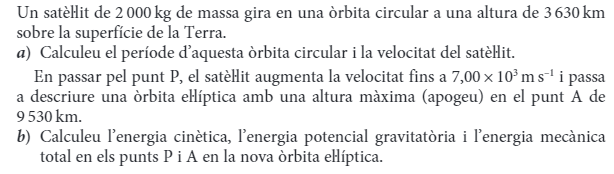 Un satèl·lit de 2 000 kg de massa gira en una òrbita circular a una altura de 3 630 km
sobre la superfície de la Terra.
a) Calculeu el període d'aquesta òrbita circular i la velocitat del satèl·lit.
En passar pel punt P, el satèl·lit augmenta la velocitat fins a 7,00 × 10³ m s⁻¹ i passa
a descriure una òrbita el·líptica amb una altura màxima (apogeu) en el punt A de
9 530 km.
b) Calculeu l'energia cinètica, l'energia potencial gravitatòria i l'energia mecànica
total en els punts P i A en la nova òrbita el·líptica.